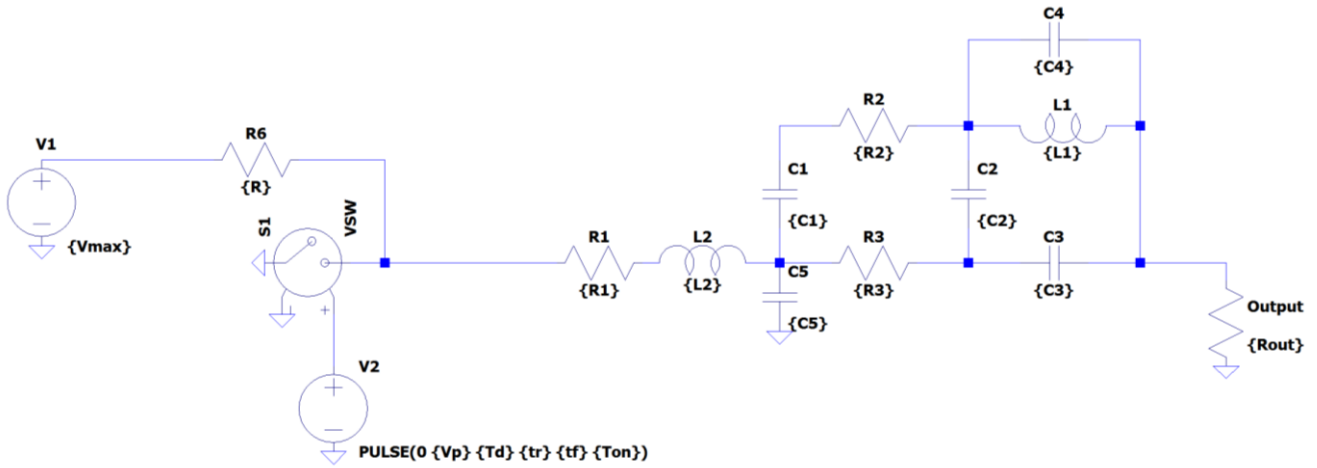 C4
{C4}
R2
L1
{R2}
{L1}
V1
R6
{R}
{Vmax}
S1
VSW
C1
{C1}
C2
{C2}
R1
{R1}
L2
{L2}
C5
{C5}
R3
{R3}
C3
{C3}
Output
{Rout}
V2
PULSE(0 {Vp} {Td} {tr} {tf} {Ton})